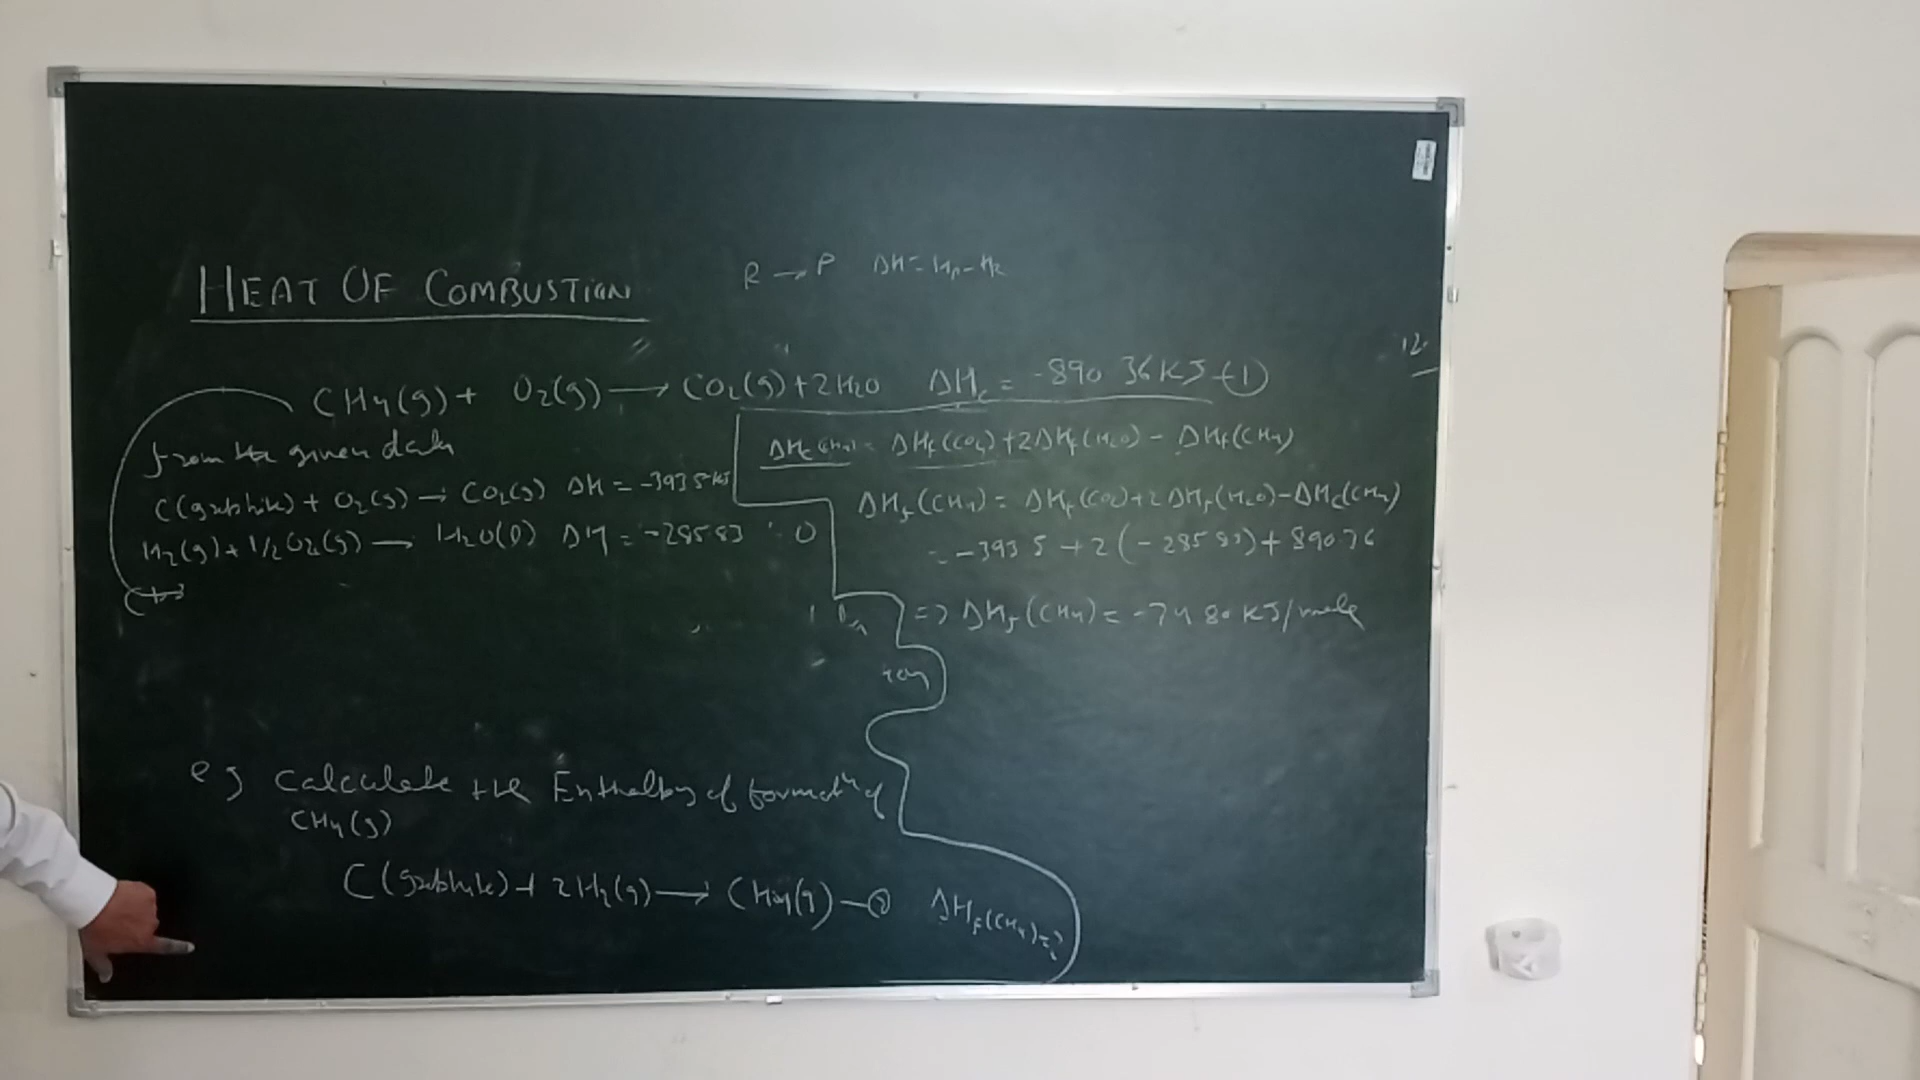 HEAT OF COMBUSTION
R → P ΔH = Hp - HR
12
CH4(g) + O2(g) → CO2(g) + 2H2O ΔHc = -890 36 KJ -(1)
from the given data
C(graphite) + O2(g) → CO2(g) ΔH = -393 5 KJ
H2(g) + 1/2 O2(g) → H2O(l) ΔH = -285 83
ΔHc(CH4) = ΔHf(CO2) + 2ΔHf(H2O) - ΔHf(CH4)
ΔHf(CH4) = ΔHf(CO2) + 2ΔHf(H2O) - ΔHc(CH4)
= -393 5 + 2(-285 83) + 890 36
=> ΔHf(CH4) = -74 80 KJ/mole
eg Calculate the Enthalpy of formatn of
CH4(g)
C(graphite) + 2H2(g) → CH4(g) -② ΔHf(CH4) = ?